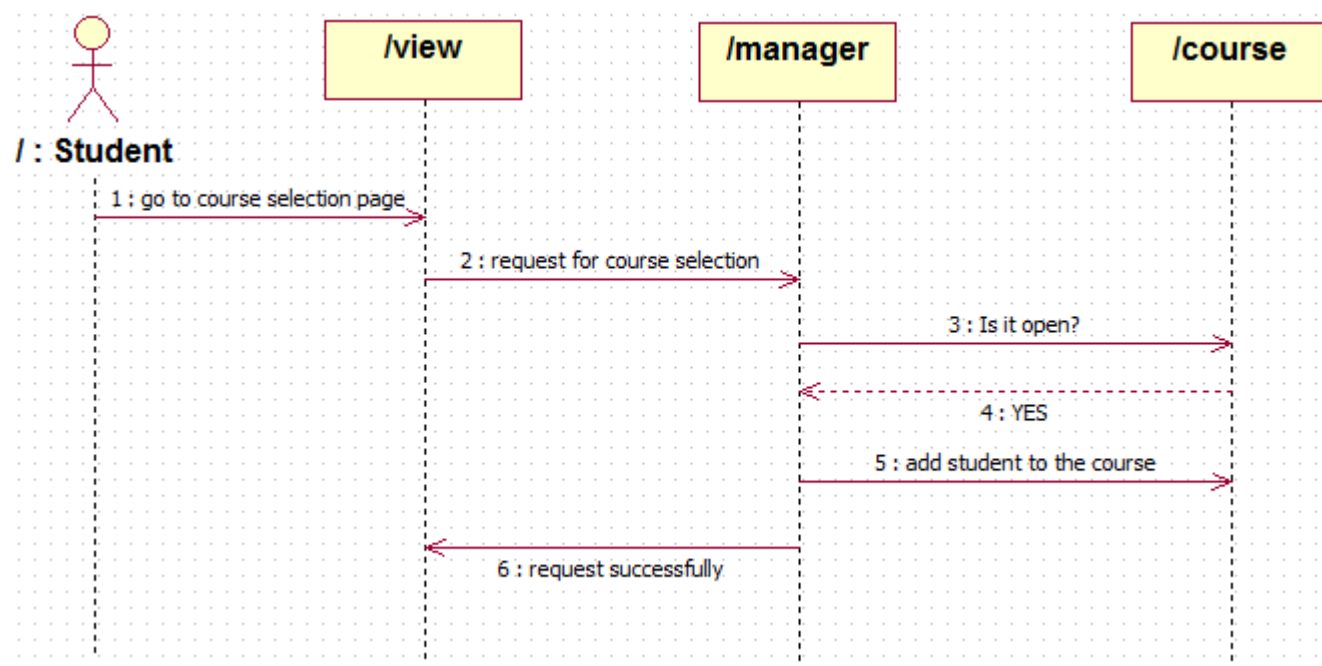 /view
/manager
/course
/ : Student
1 : go to course selection page
2 : request for course selection
3 : Is it open?
4 : YES
5 : add student to the course
6 : request successfully